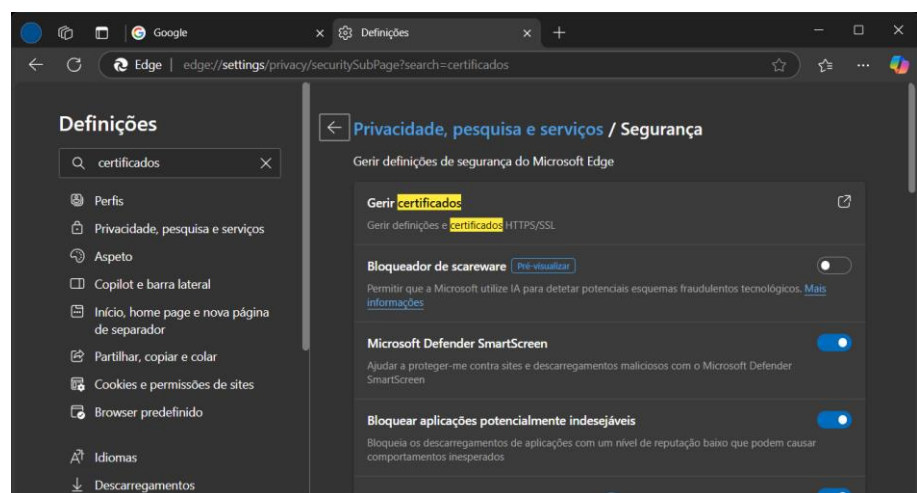 Google
Definições
Edge | edge://settings/privacy/securitySubPage?search=certificados
Definições
certificados
Perfis
Privacidade, pesquisa e serviços
Aspeto
Copilot e barra lateral
Início, home page e nova página
de separador
Partilhar, copiar e colar
Cookies e permissões de sites
Browser predefinido
Idiomas
Descarregamentos
Privacidade, pesquisa e serviços / Segurança
Gerir definições de segurança do Microsoft Edge
Gerir certificados
Gerir definições e certificados HTTPS/SSL
Bloqueador de scareware Pré-visualizar
Permitir que a Microsoft utilize IA para detetar potenciais esquemas fraudulentos tecnológicos. Mais
informações
Microsoft Defender SmartScreen
Ajudar a proteger-me contra sites e descarregamentos maliciosos com o Microsoft Defender
SmartScreen
Bloquear aplicações potencialmente indesejáveis
Bloqueia os descarregamentos de aplicações com um nível de reputação baixo que podem causar
comportamentos inesperados